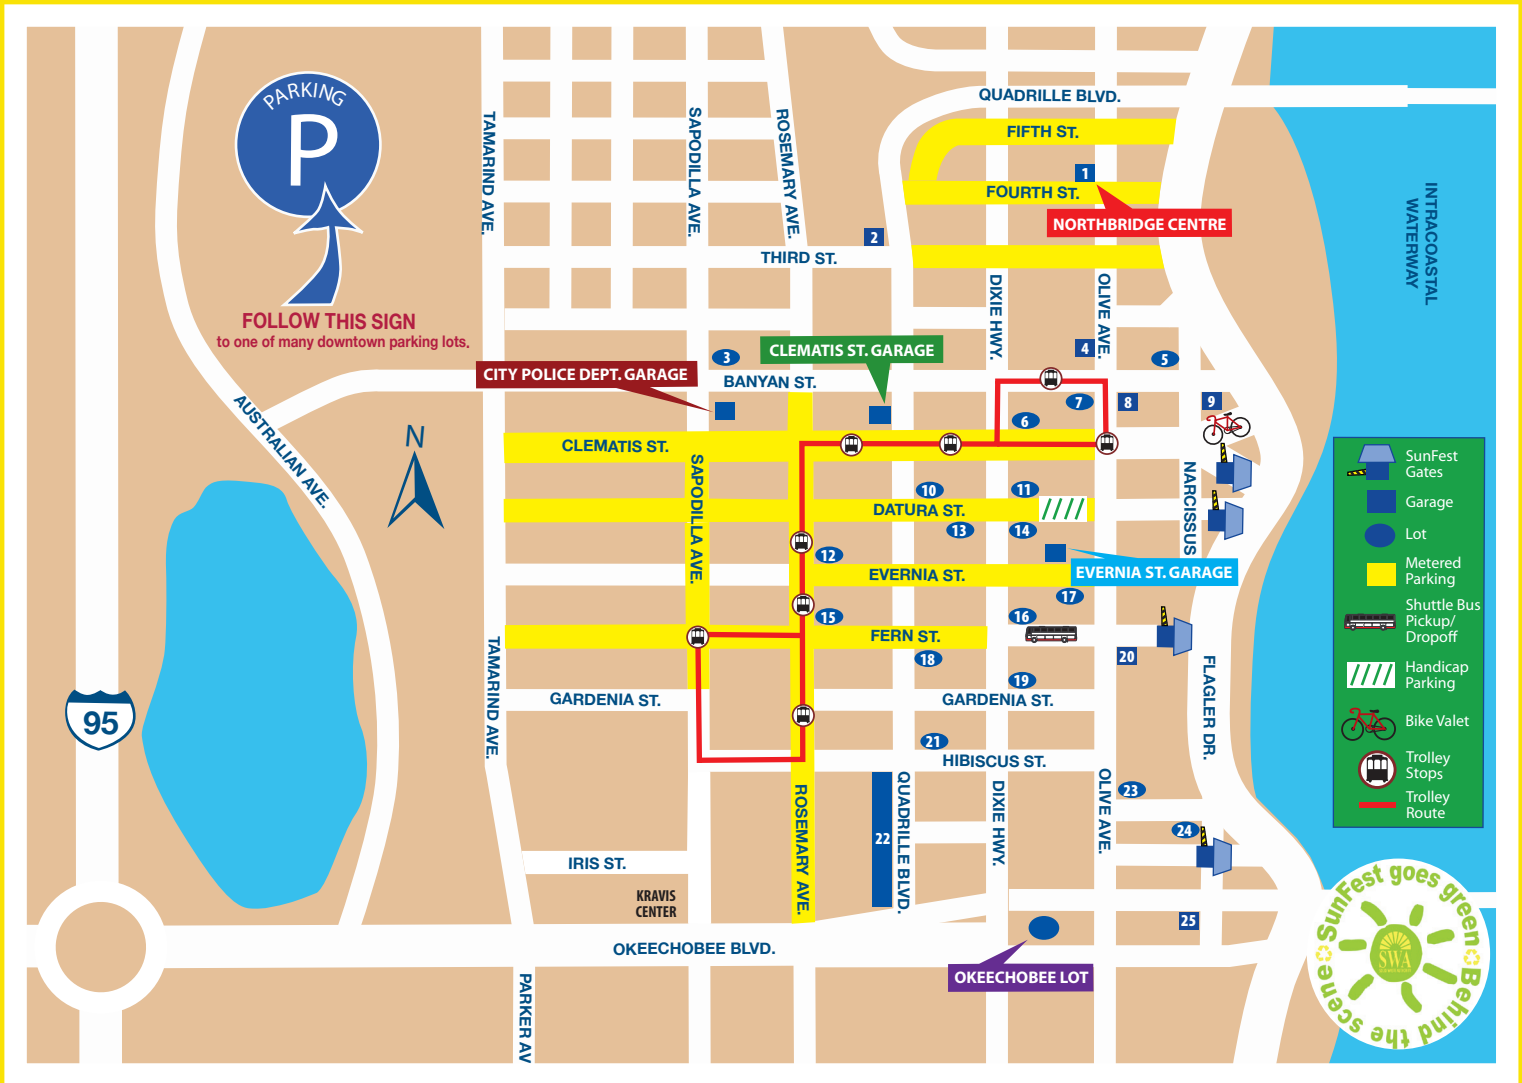 PARKING
P
FOLLOW THIS SIGN
to one of many downtown parking lots.
QUADRILLE BLVD.
FIFTH ST.
1
FOURTH ST.
NORTHBRIDGE CENTRE
TAMARIND AVE.
SAPODILLA AVE.
ROSEMARY AVE.
2
THIRD ST.
INTRACOASTAL
WATERWAY
DIXIE HWY.
OLIVE AVE.
3
CLEMATIS ST. GARAGE
4
5
CITY POLICE DEPT. GARAGE
BANYAN ST.
7
8
9
6
AUSTRALIAN AVE.
N
CLEMATIS ST.
SAPODILLA AVE.
NARCISSUS
10
11
DATURA ST.
13
14
12
EVERNIA ST.
EVERNIA ST. GARAGE
17
15
16
FERN ST.
18
20
19
TAMARIND AVE.
FLAGLER DR.
GARDENIA ST.
GARDENIA ST.
95
21
HIBISCUS ST.
ROSEMARY AVE.
22
QUADRILLE BLVD.
DIXIE HWY.
OLIVE AVE.
23
24
IRIS ST.
KRAVIS
CENTER
25
OKEECHOBEE BLVD.
OKEECHOBEE LOT
PARKER AV
SunFest
Gates
Garage
Lot
Metered
Parking
Shuttle Bus
Pickup/
Dropoff
Handicap
Parking
Bike Valet
Trolley
Stops
Trolley
Route
SunFest goes green
Behind the scene
SWA